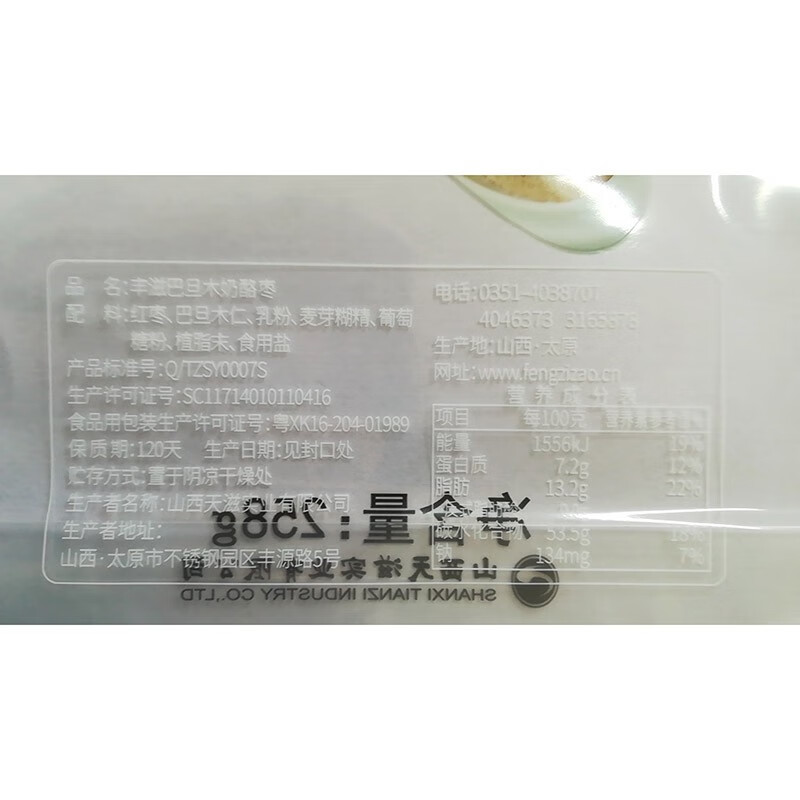 品 名:丰滋巴旦木奶酪枣
配 料:红枣、巴旦木仁、乳粉、麦芽糊精、葡萄
糖粉、植脂末、食用盐
产品标准号:Q/TZSY0007S
生产许可证号:SC11714010110416
食品用包装生产许可证号:粤XK16-204-01989
保质期:120天 生产日期:见封口处
贮存方式:置于阴凉干燥处
生产者名称:山西天滋实业有限公司
生产者地址:
山西·太原市不锈钢园区丰源路5号
电话:0351-4038707
4046373
生产地:山西·太原
网址:www.fengzizao.cn
营养成分表
项目 每100克 营养素参考值%
能量 1556kJ 19%
蛋白质 7.2g 12%
脂肪 13.2g 22%
碳水化合物 53.5g 18%
钠 134mg 7%
净含量:258g
山西天滋实业有限公司
SHANXI TIANZI INDUSTRY CO.,LTD